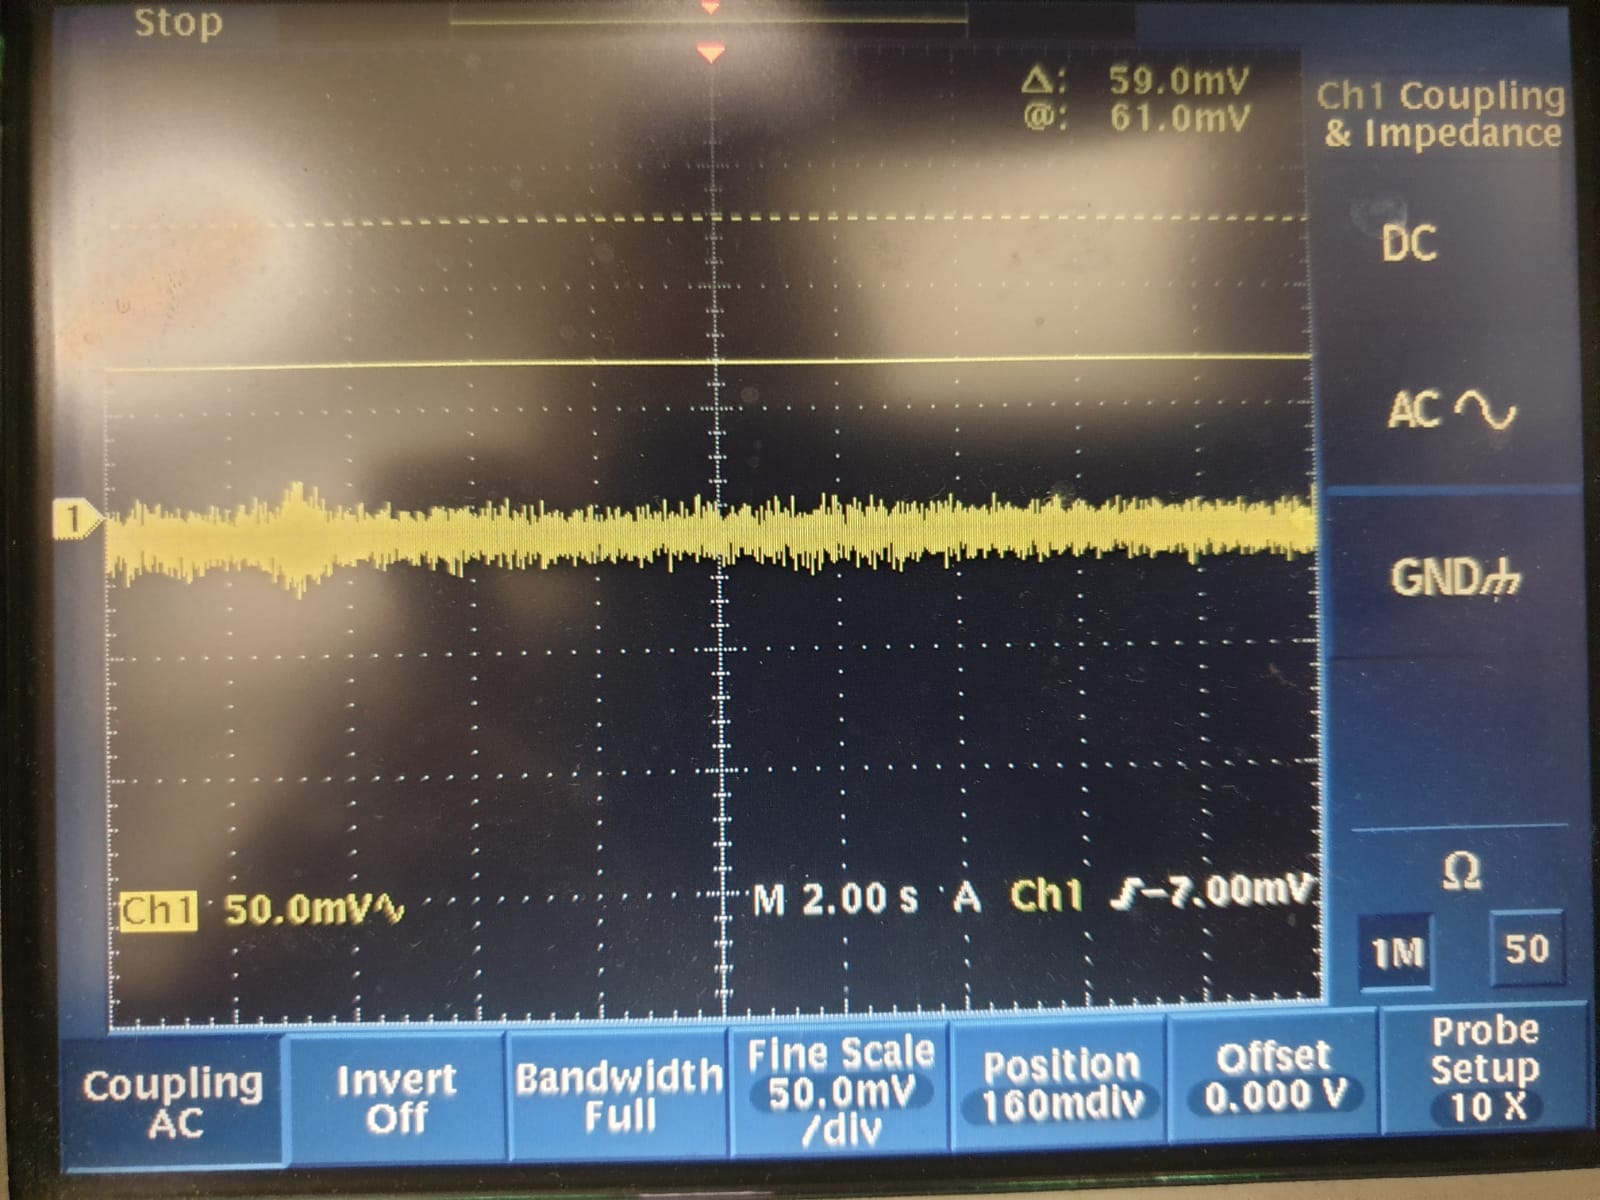 Stop
Δ: 59.0mV
@: 61.0mV
Ch1 Coupling
& Impedance
DC
AC
GND
1
Ch1 50.0mV
M 2.00 s A Ch1 -7.00mV
Ω
1M 50
Coupling
AC
Invert
Off
Bandwidth
Full
Fine Scale
50.0mV
/div
Position
160mdiv
Offset
0.000 V
Probe
Setup
10 X